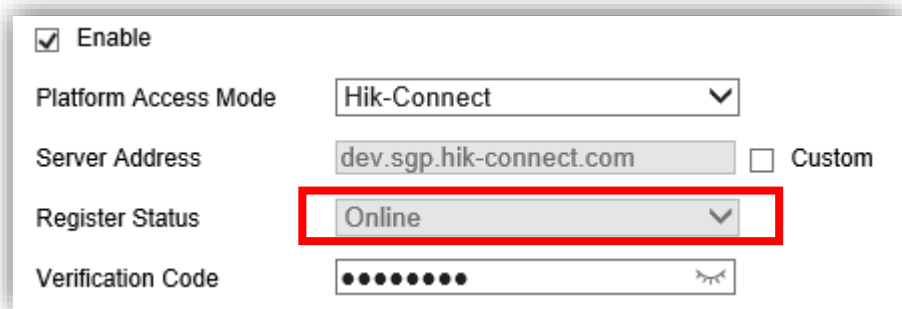 Enable
Platform Access Mode Hik-Connect
Server Address dev.sgp.hik-connect.com Custom
Register Status Online
Verification Code ●●●●●●●●